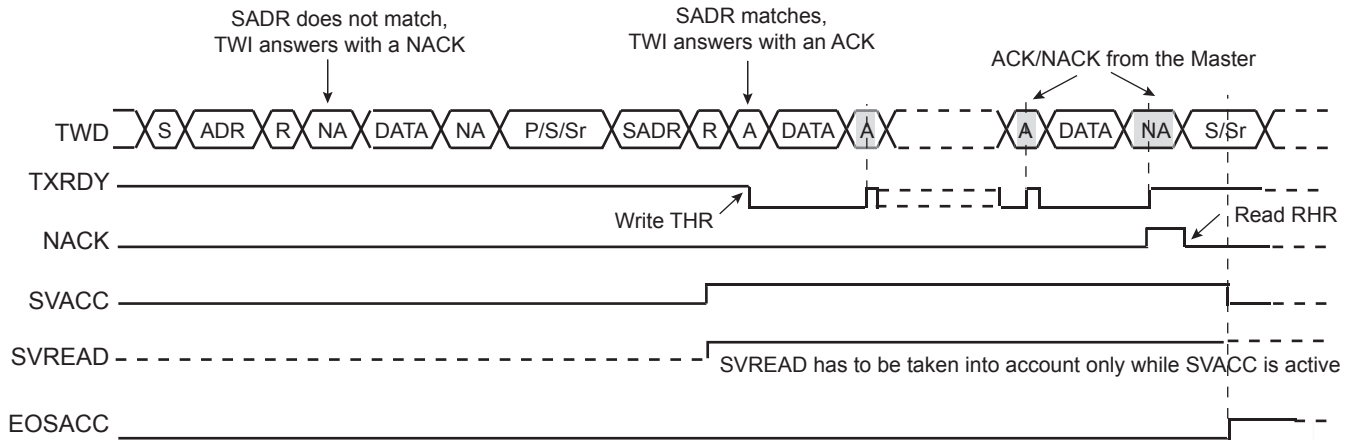 SADR does not match,
TWI answers with a NACK
SADR matches,
TWI answers with an ACK
ACK/NACK from the Master
TWD S ADR R NA DATA NA P/S/Sr SADR R A DATA A A DATA NA S/Sr
TXRDY
Write THR
Read RHR
NACK
SVACC
SVREAD
SVREAD has to be taken into account only while SVACC is active
EOSACC